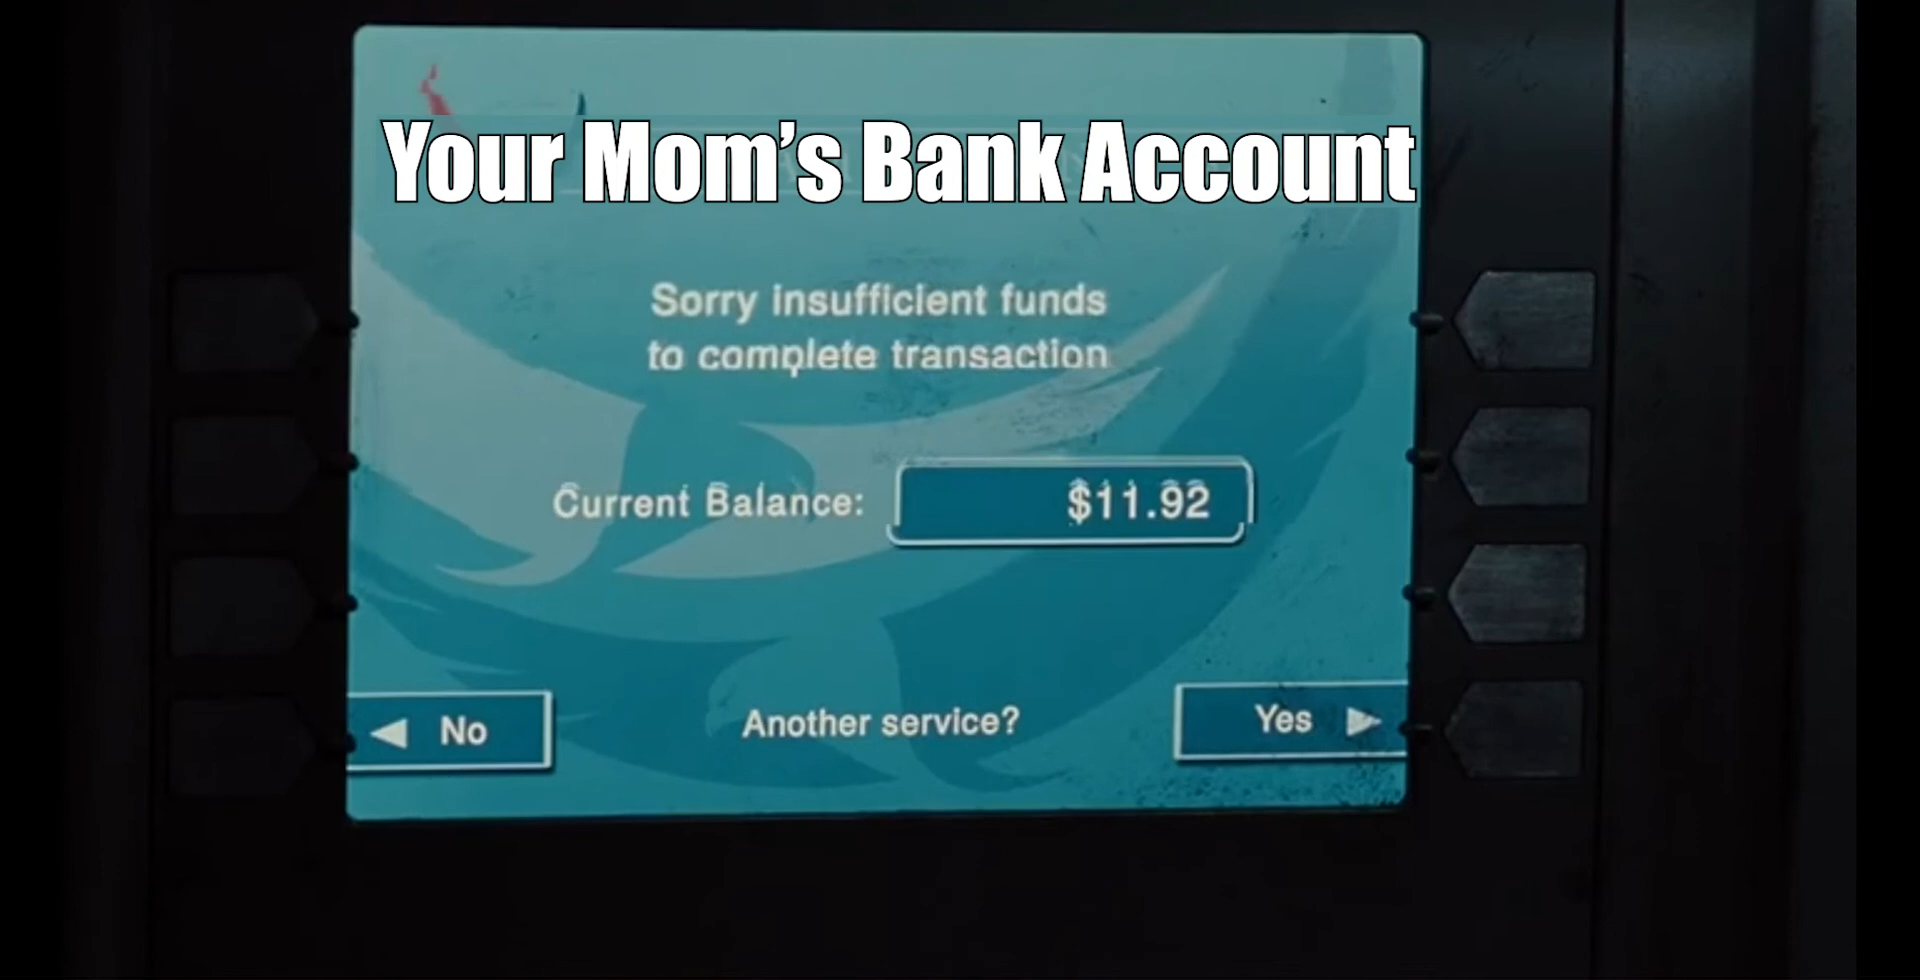 Your Mom’s Bank Account
Sorry insufficient funds
to complete transaction
Current Balance: $11.92
No Another service? Yes